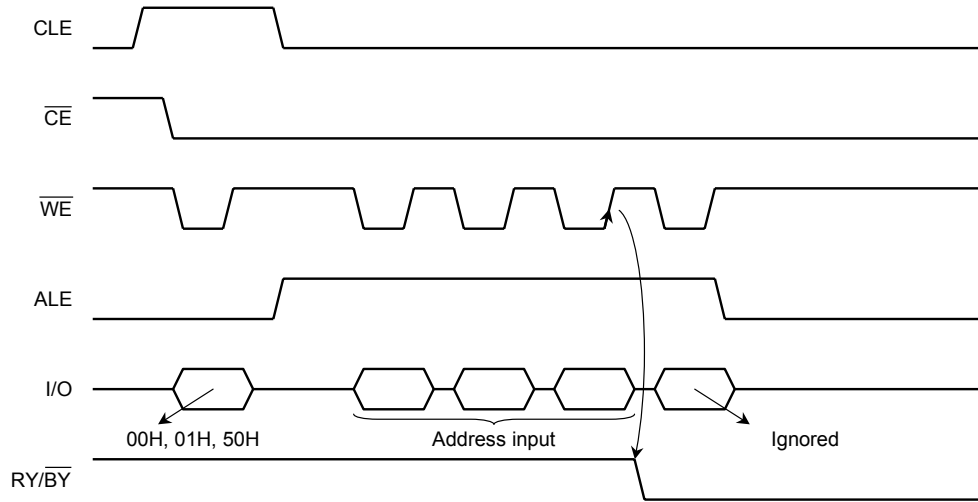 CLE
CE
WE
ALE
I/O
00H, 01H, 50H
Address input
Ignored
RY/BY